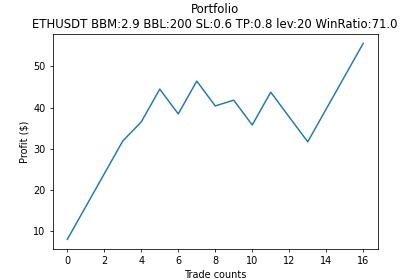 Portfolio
ETHUSDT BBM:2.9 BBL:200 SL:0.6 TP:0.8 lev:20 WinRatio:71.0
50
40
30
20
10
Profit ($)
0 2 4 6 8 10 12 14 16
Trade counts